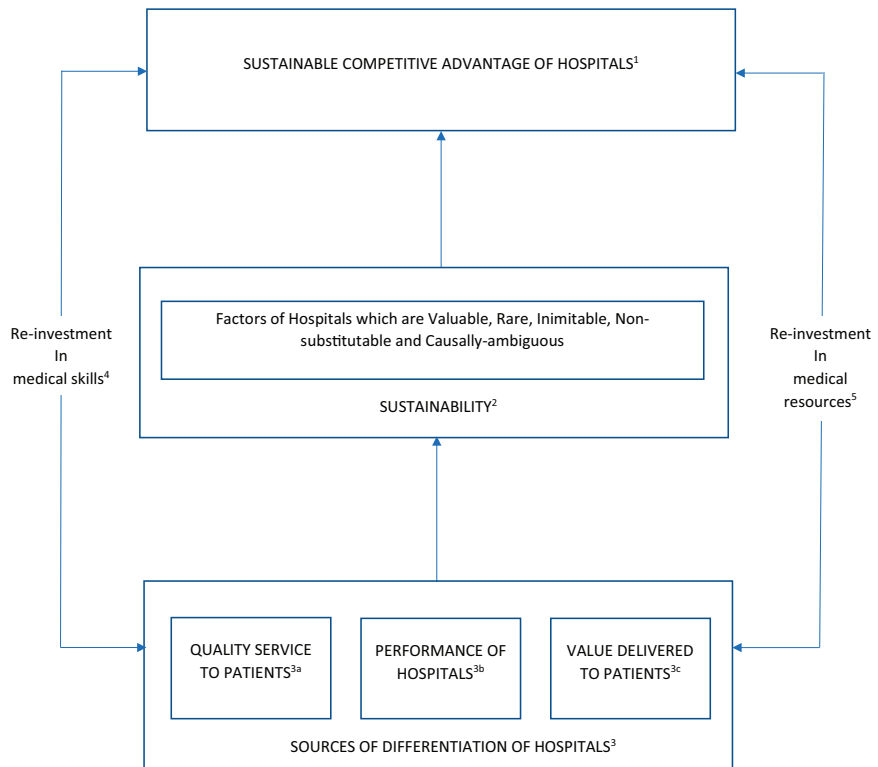 SUSTAINABLE COMPETITIVE ADVANTAGE OF HOSPITALS¹
Factors of Hospitals which are Valuable, Rare, Inimitable, Non-
substitutable and Causally-ambiguous
SUSTAINABILITY²
Re-investment
In
medical skills⁴
Re-investment
In
medical
resources⁵
QUALITY SERVICE
TO PATIENTS³ᵃ
PERFORMANCE OF
HOSPITALS³ᵇ
VALUE DELIVERED
TO PATIENTS³ᶜ
SOURCES OF DIFFERENTIATION OF HOSPITALS³